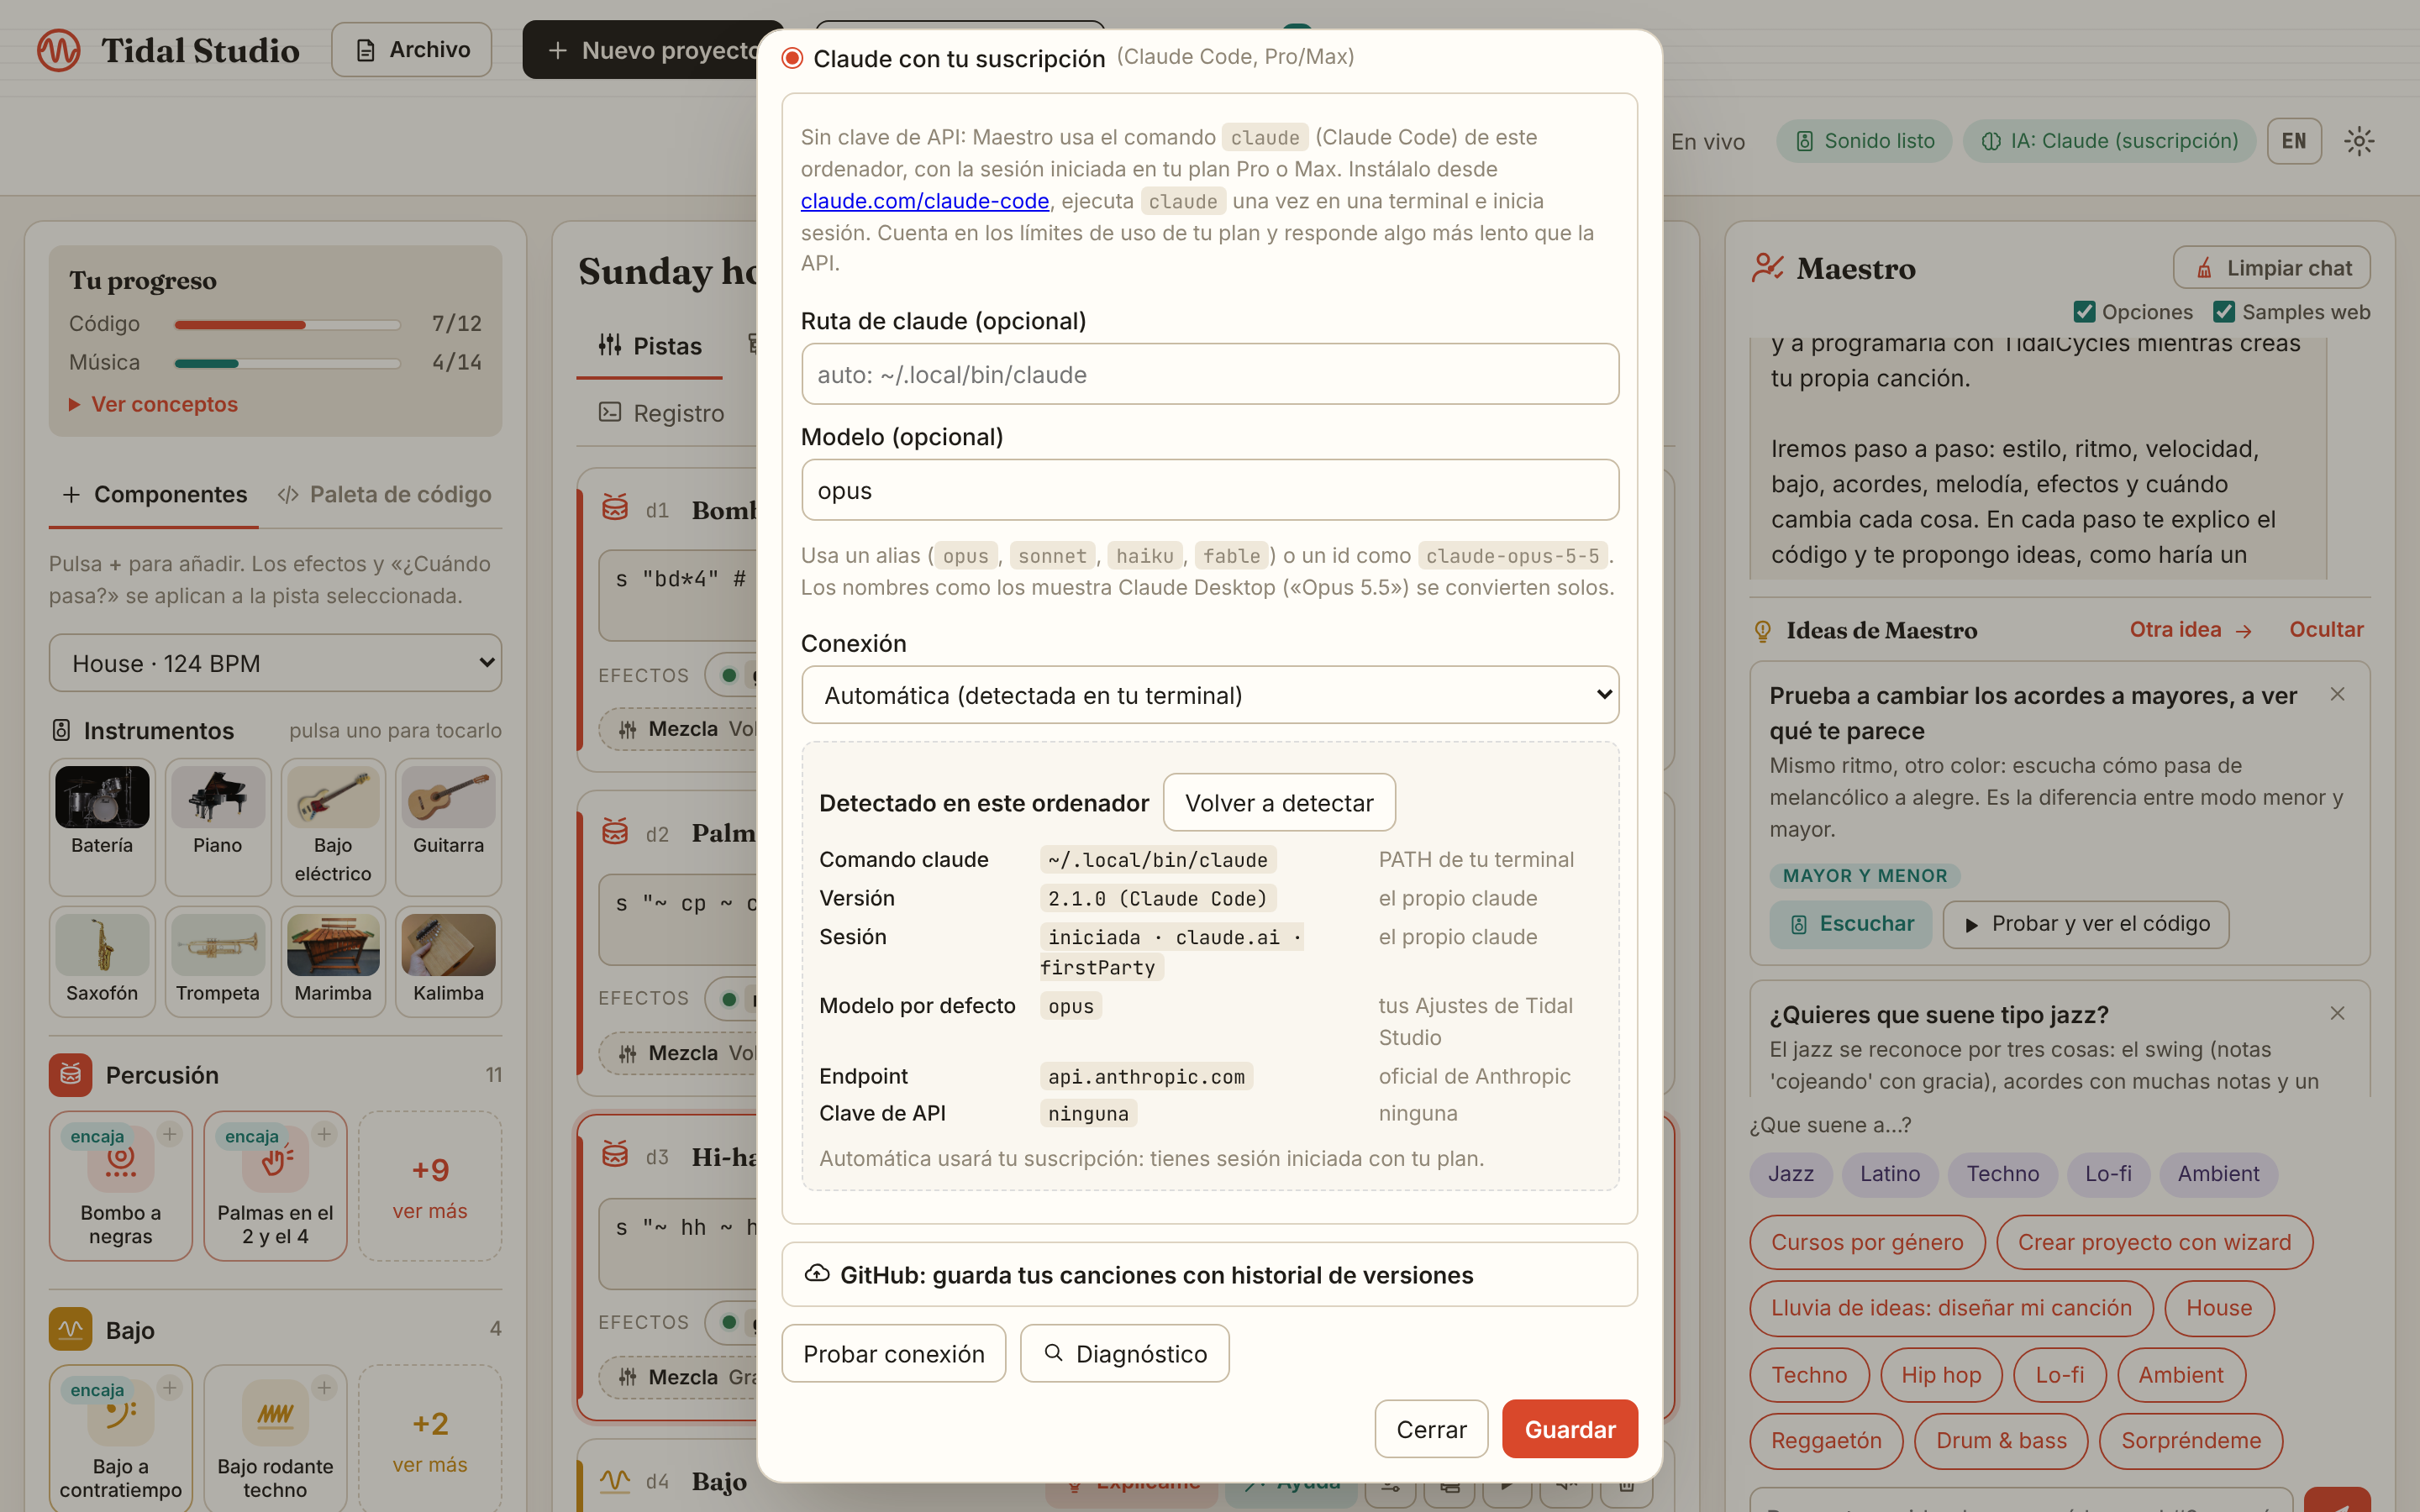 Tidal Studio
Archivo
+ Nuevo proyecto
En vivo
Sonido listo
IA: Claude (suscripción)
EN
Tu progreso
Código 7/12
Música 4/14
Ver conceptos
+ Componentes
</> Paleta de código
Pulsa + para añadir. Los efectos y «¿Cuándo
pasa?» se aplican a la pista seleccionada.
House · 124 BPM
Instrumentos
pulsa uno para tocarlo
Batería
Piano
Bajo
eléctrico
Guitarra
Saxofón
Trompeta
Marimba
Kalimba
Percusión
11
encaja
+
Bombo a
negras
encaja
+
Palmas en el
2 y el 4
+9
ver más
Bajo
4
encaja
+
Bajo a
contratiempo
+
Bajo rodante
techno
+2
ver más
Sunday ho
Pistas
Registro
d1 Bomb
s "bd*4" #
EFECTOS
Mezcla Vol
d2 Palm
s "~ cp ~ c
EFECTOS
Mezcla Vol
d3 Hi-ha
s "~ hh ~ h
EFECTOS
Mezcla Gra
d4 Bajo
Explícame
Ayuda
Claude con tu suscripción (Claude Code, Pro/Max)
Sin clave de API: Maestro usa el comando claude (Claude Code) de este
ordenador, con la sesión iniciada en tu plan Pro o Max. Instálalo desde
claude.com/claude-code, ejecuta claude una vez en una terminal e inicia
sesión. Cuenta en los límites de uso de tu plan y responde algo más lento que la
API.
Ruta de claude (opcional)
auto: ~/.local/bin/claude
Modelo (opcional)
opus
Usa un alias (opus, sonnet, haiku, fable) o un id como claude-opus-5-5.
Los nombres como los muestra Claude Desktop («Opus 5.5») se convierten solos.
Conexión
Automática (detectada en tu terminal)
Detectado en este ordenador
Volver a detectar
Comando claude ~/.local/bin/claude PATH de tu terminal
Versión 2.1.0 (Claude Code) el propio claude
Sesión iniciada · claude.ai · el propio claude
firstParty
Modelo por defecto opus tus Ajustes de Tidal
Studio
Endpoint api.anthropic.com oficial de Anthropic
Clave de API ninguna ninguna
Automática usará tu suscripción: tienes sesión iniciada con tu plan.
GitHub: guarda tus canciones con historial de versiones
Probar conexión
Diagnóstico
Cerrar
Guardar
Maestro
Limpiar chat
Opciones
Samples web
y a programarla con TidalCycles mientras creas
tu propia canción.
Iremos paso a paso: estilo, ritmo, velocidad,
bajo, acordes, melodía, efectos y cuándo
cambia cada cosa. En cada paso te explico el
código y te propongo ideas, como haría un
Ideas de Maestro
Otra idea →
Ocultar
Prueba a cambiar los acordes a mayores, a ver
qué te parece
Mismo ritmo, otro color: escucha cómo pasa de
melancólico a alegre. Es la diferencia entre modo menor y
mayor.
MAYOR Y MENOR
Escuchar
Probar y ver el código
¿Quieres que suene tipo jazz?
El jazz se reconoce por tres cosas: el swing (notas
'cojeando' con gracia), acordes con muchas notas y un
¿Que suene a...?
Jazz
Latino
Techno
Lo-fi
Ambient
Cursos por género
Crear proyecto con wizard
Lluvia de ideas: diseñar mi canción
House
Techno
Hip hop
Lo-fi
Ambient
Reggaetón
Drum & bass
Sorpréndeme